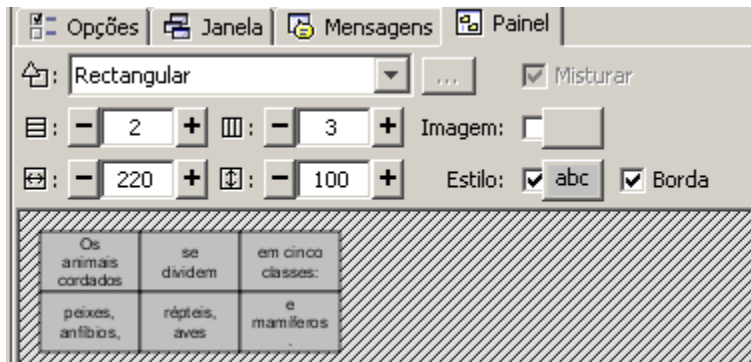 Opções Janela Mensagens Painel
: Rectangular ... Misturar
: − 2 + : − 3 + Imagem:
: − 220 + : − 100 + Estilo: abc Borda
Os
animais
cordados
se
dividem
em cinco
classes:
peixes,
anfíbios,
répteis,
aves
e
mamíferos
.